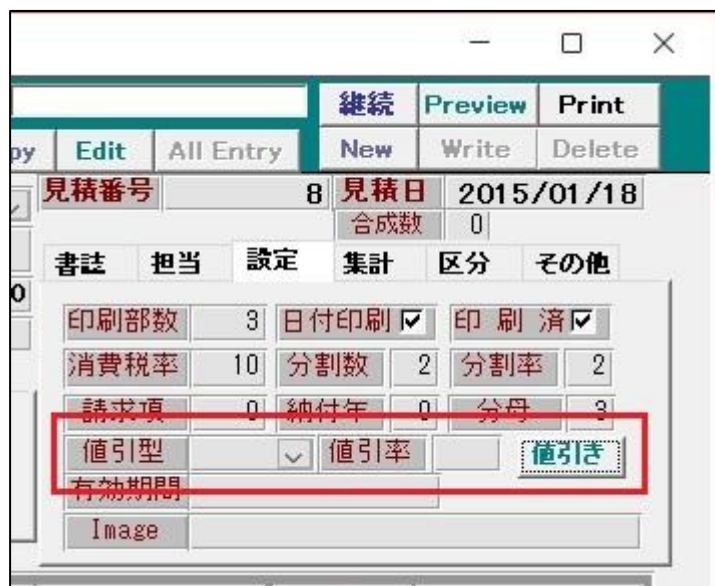 継続 Preview Print
py Edit All Entry New Write Delete
見積番号 8 見積日 2015/01/18
合成数 0
書誌 担当 設定 集計 区分 その他
0
印刷部数 3 日付印刷 印刷済
消費税率 10 分割数 2 分割率 2
請求項 0 納付年 0 分母 3
値引型 値引率 値引き
有効期間
Image